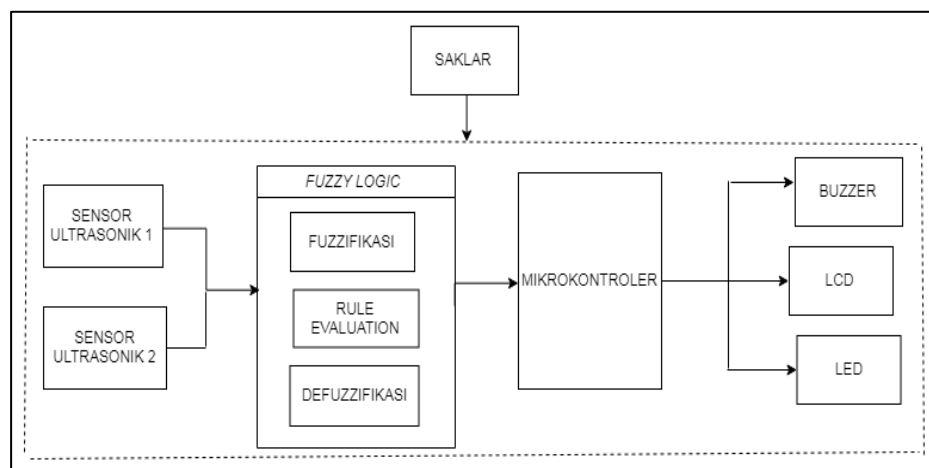 SAKLAR
SENSOR
ULTRASONIK 1
SENSOR
ULTRASONIK 2
FUZZY LOGIC
FUZZIFIKASI
RULE
EVALUATION
DEFUZZIFIKASI
MIKROKONTROLER
BUZZER
LCD
LED